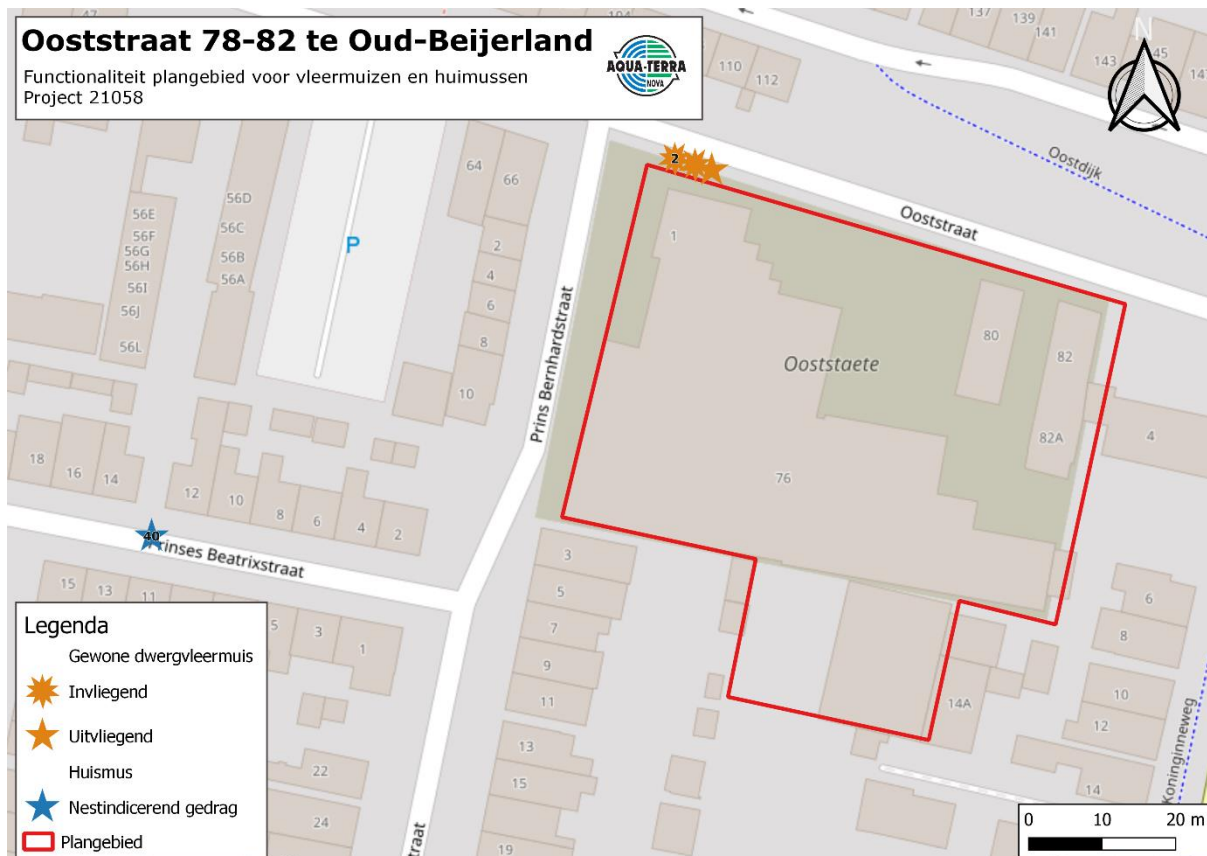 Ooststraat 78-82 te Oud-Beijerland
Functionaliteit plangebied voor vleermuizen en huimussen
Project 21058
AQUA-TERRA
NOVA
N
104
110
112
137
139
141
143
45
147
Oostdijk
Ooststraat
2
64
66
2
4
6
8
10
P
56D
56C
56B
56A
56E
56F
56G
56H
56I
56J
56L
Prins Bernhardstraat
1
Ooststaete
80
82
82A
4
76
18
16
14
12
10
8
6
4
2
40
Prinses Beatrixstraat
15
13
11
5
3
1
3
5
7
9
11
13
15
19
22
24
straat
14A
6
8
10
12
14
Koninginneweg
Legenda
Gewone dwergvleermuis
Invliegend
Uitvliegend
Huismus
Nestindicerend gedrag
Plangebied
0 10 20 m